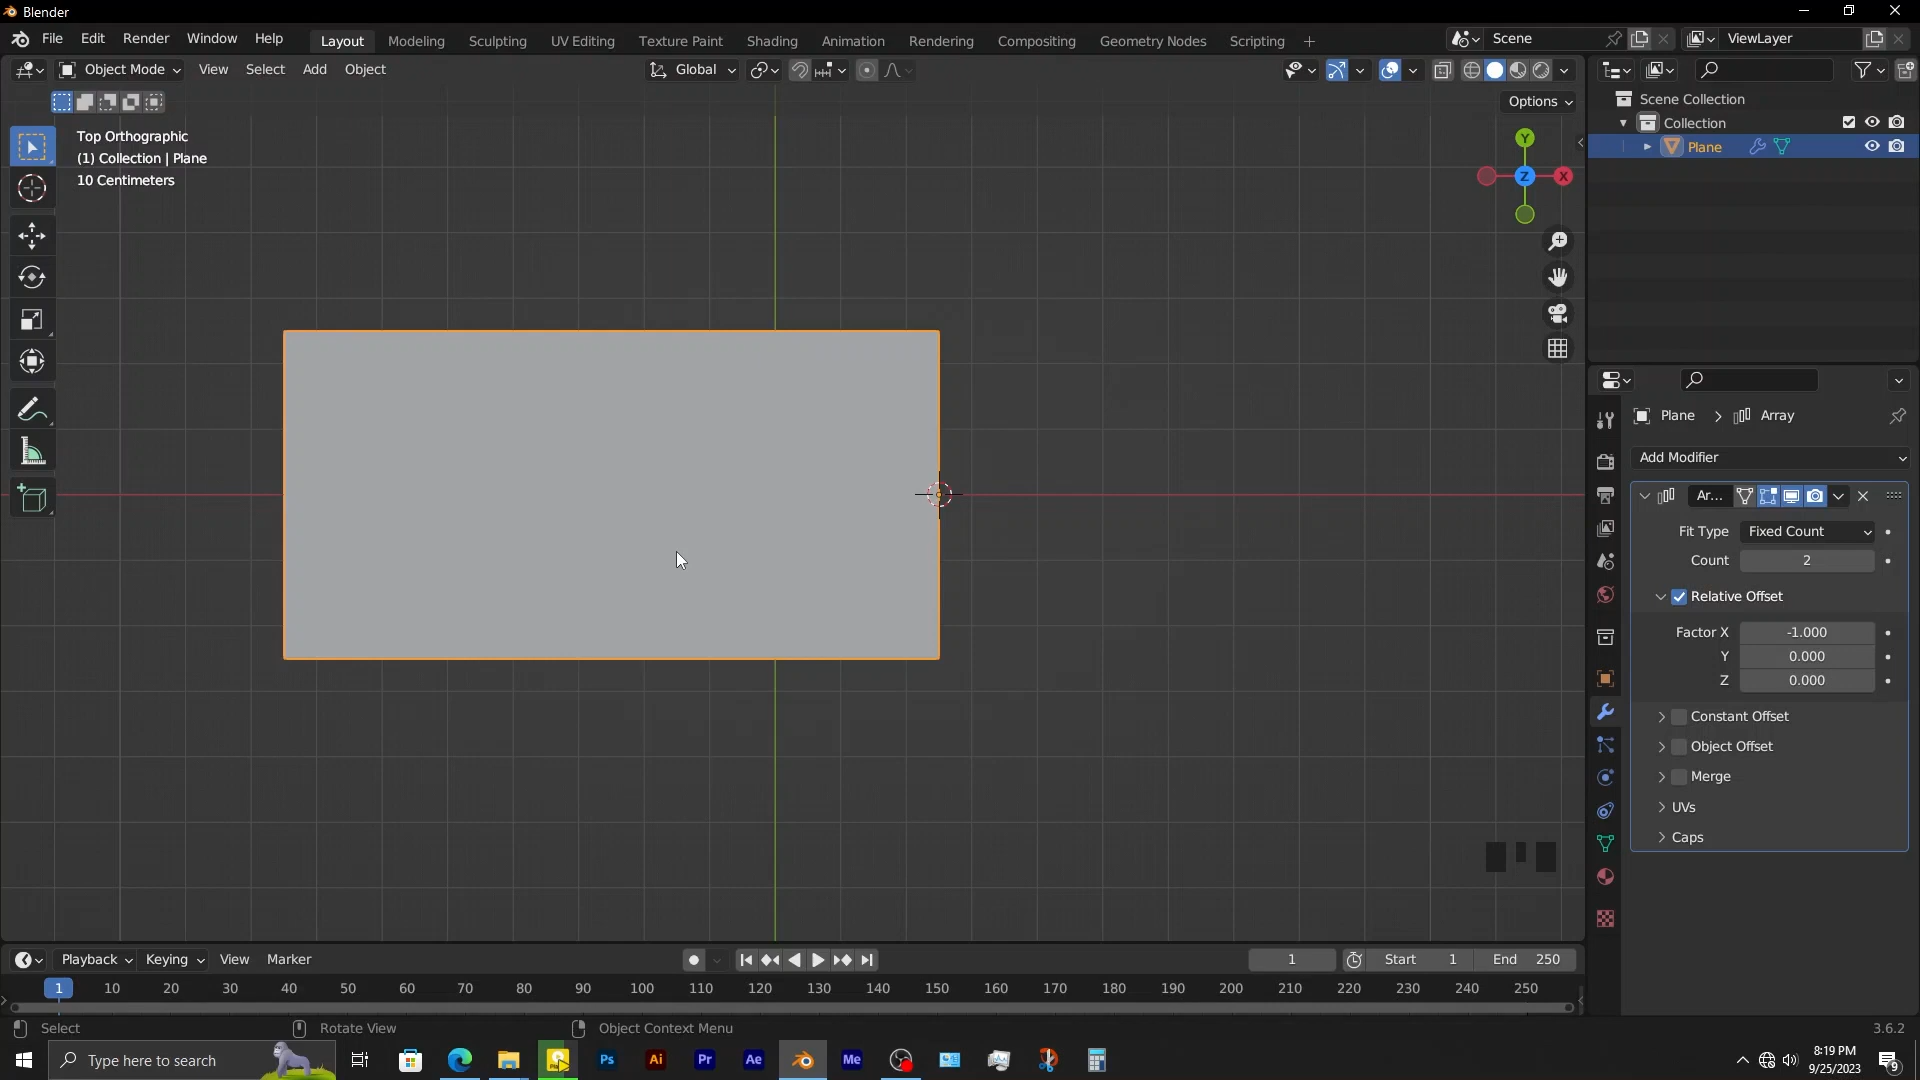 Blender
File Edit Render Window Help
Layout Modeling Sculpting UV Editing Texture Paint Shading Animation Rendering Compositing Geometry Nodes Scripting +
Scene
ViewLayer
Object Mode View Select Add Object
Global
Options
Top Orthographic
(1) Collection | Plane
10 Centimeters
Y
Z
X
Scene Collection
Collection
Plane
Plane > Array
Add Modifier
Ar...
Fit Type Fixed Count
Count 2
Relative Offset
Factor X -1.000
Y 0.000
Z 0.000
Constant Offset
Object Offset
Merge
UVs
Caps
Playback Keying View Marker
1 Start 1 End 250
1 10 20 30 40 50 60 70 80 90 100 110 120 130 140 150 160 170 180 190 200 210 220 230 240 250
Select Rotate View Object Context Menu 3.6.2
Type here to search
Ps Ai Pr Ae Me
8:19 PM
9/25/2023
9